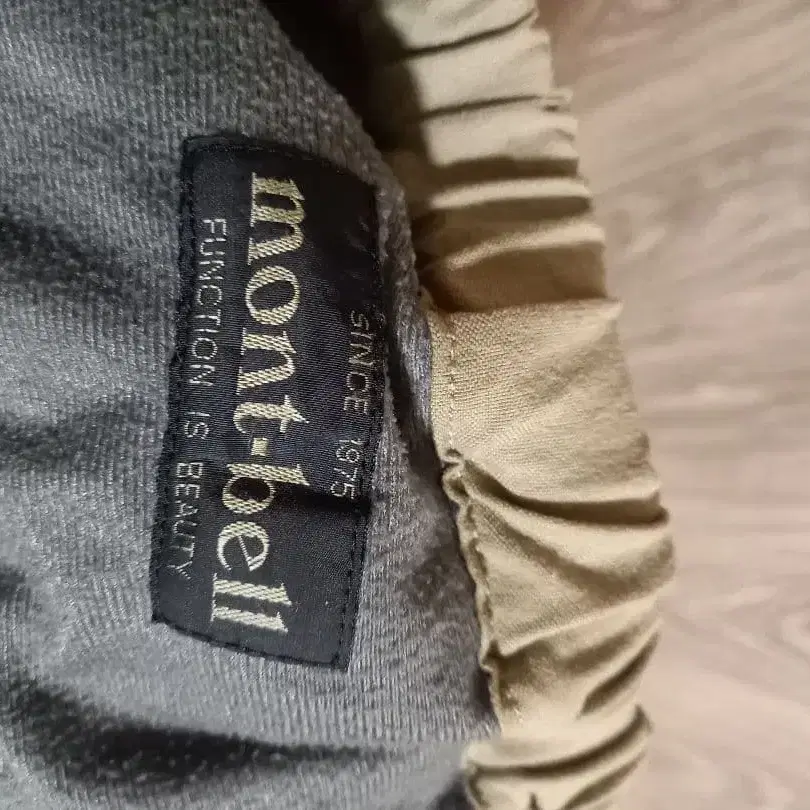 SINCE 1975
mont-bell
FUNCTION IS BEAUTY